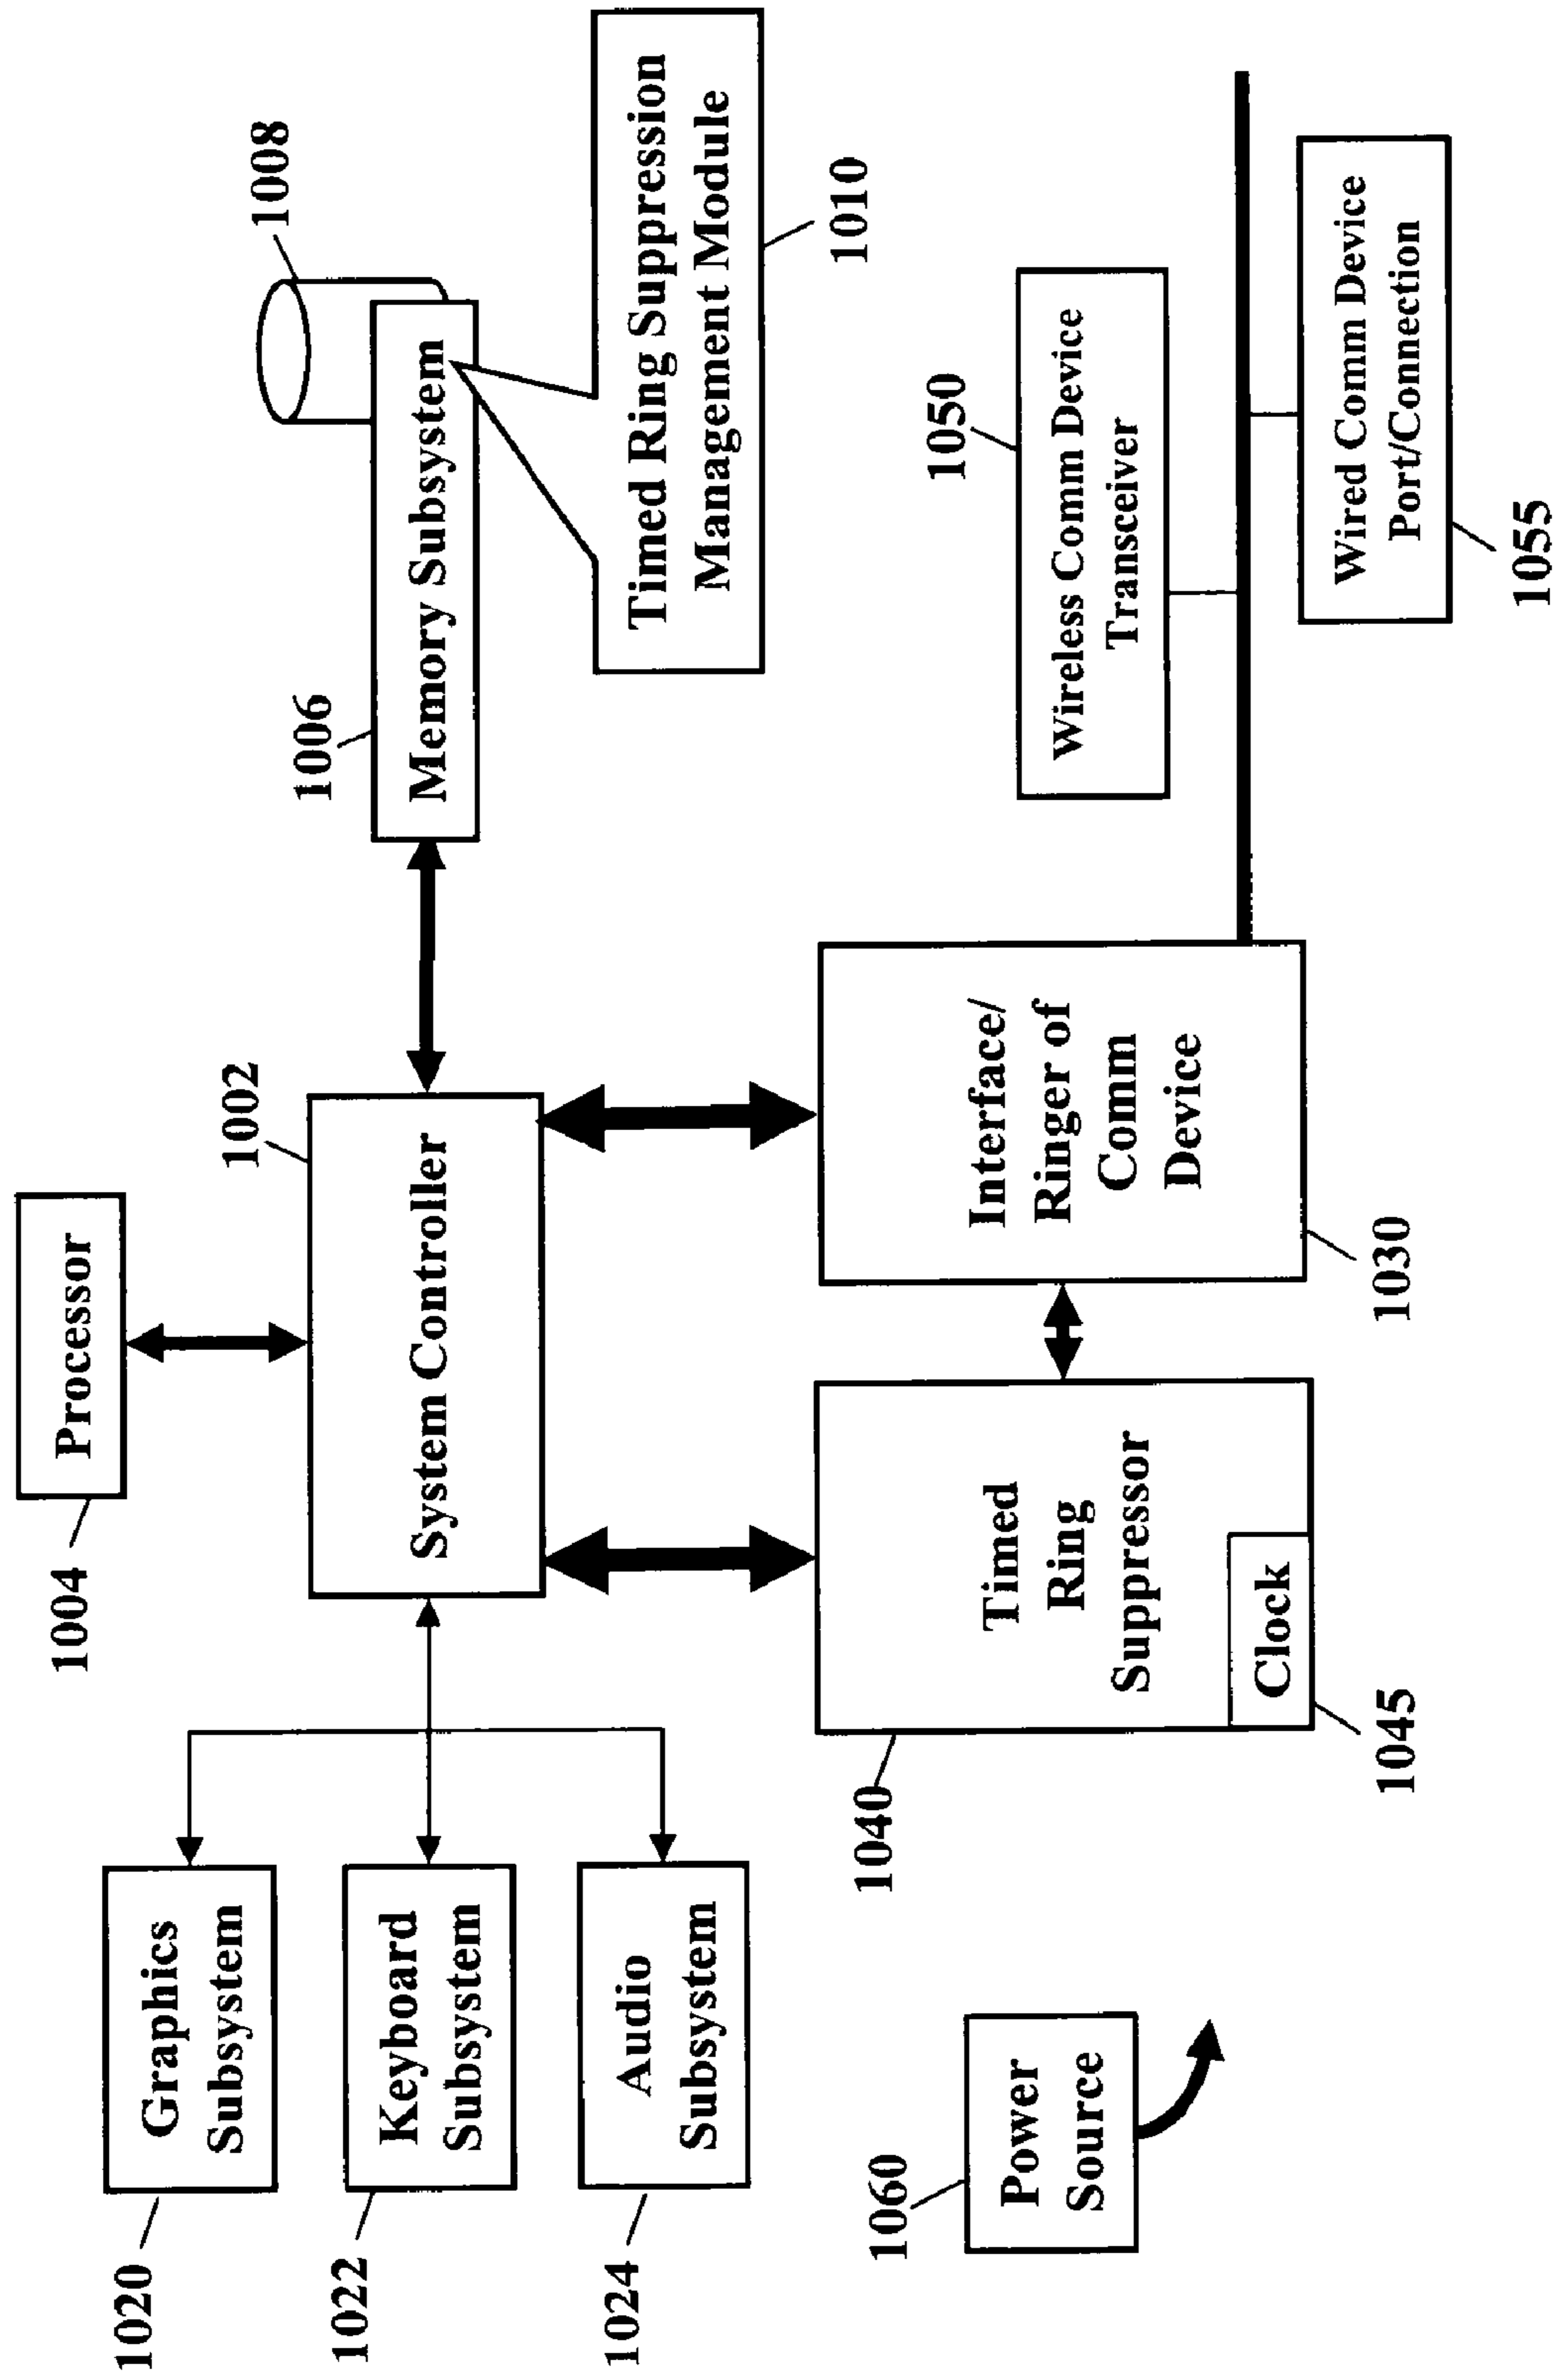 1004
Processor
1002
System Controller
1006
Memory Subsystem
1008
Timed Ring Suppression
Management Module
1010
1020
Graphics
Subsystem
1022
Keyboard
Subsystem
1024
Audio
Subsystem
1040
Timed
Ring
Suppressor
Clock
1045
Interface/
Ringer of
Comm
Device
1030
1050
Wireless Comm Device
Transceiver
Wired Comm Device
Port/Connection
1055
1060
Power
Source